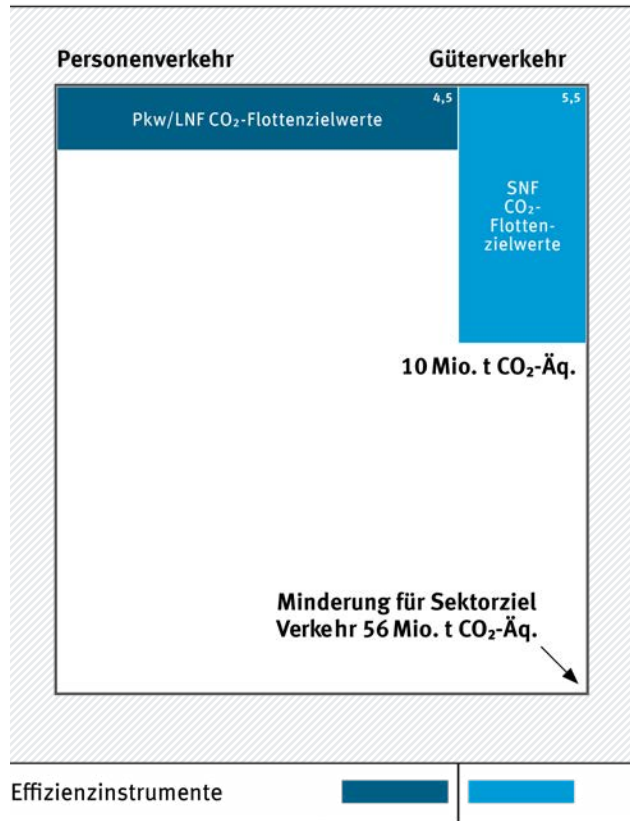 Personenverkehr
Güterverkehr
4,5
Pkw/LNF CO₂-Flottenzielwerte
5,5
SNF
CO₂-
Flotten-
zielwerte
10 Mio. t CO₂-Äq.
Minderung für Sektorziel
Verkehr 56 Mio. t CO₂-Äq.
Effizienzinstrumente